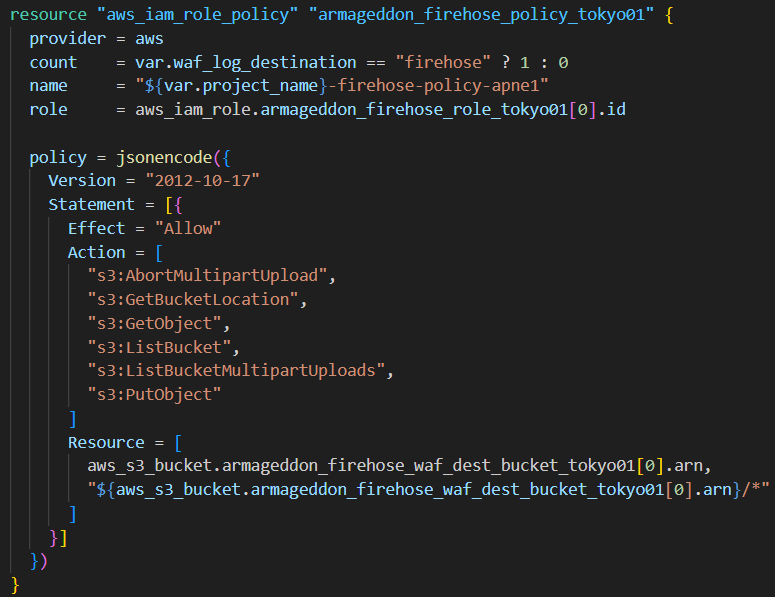 resource "aws_iam_role_policy" "armageddon_firehose_policy_tokyo01" {
  provider = aws
  count    = var.waf_log_destination == "firehose" ? 1 : 0
  name     = "${var.project_name}-firehose-policy-apne1"
  role     = aws_iam_role.armageddon_firehose_role_tokyo01[0].id

  policy = jsonencode({
    Version = "2012-10-17"
    Statement = [{
      Effect = "Allow"
      Action = [
        "s3:AbortMultipartUpload",
        "s3:GetBucketLocation",
        "s3:GetObject",
        "s3:ListBucket",
        "s3:ListBucketMultipartUploads",
        "s3:PutObject"
      ]
      Resource = [
        aws_s3_bucket.armageddon_firehose_waf_dest_bucket_tokyo01[0].arn,
        "${aws_s3_bucket.armageddon_firehose_waf_dest_bucket_tokyo01[0].arn}/*"
      ]
    }]
  })
}